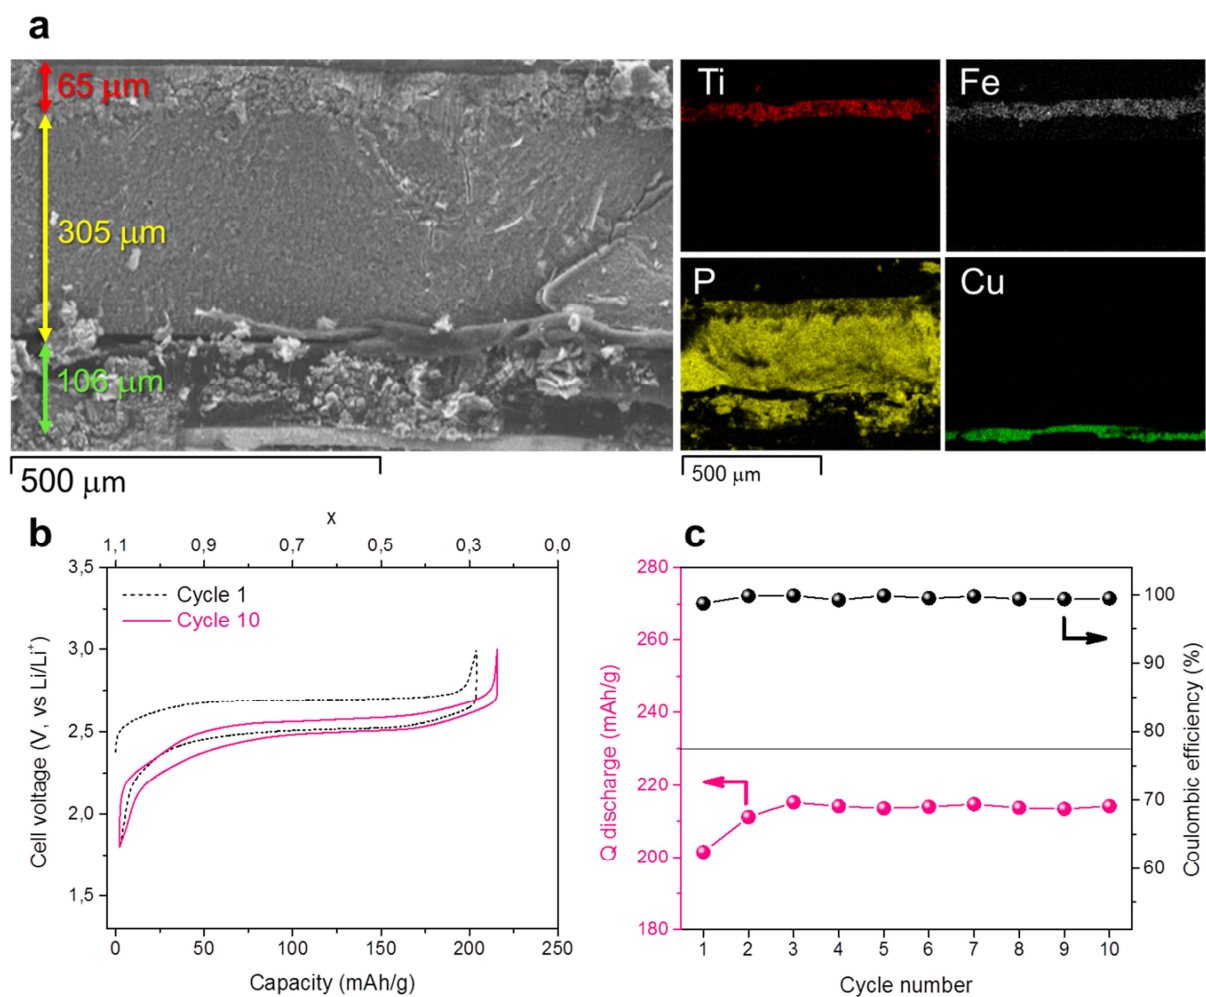 a
65 µm
305 µm
106 µm
500 µm
Ti
Fe
P
Cu
500 µm
b
x
1,1 0,9 0,7 0,5 0,3 0,0
3,5
3,0
2,5
2,0
1,5
Cycle 1
Cycle 10
Cell voltage (V, vs Li/Li⁺)
0 50 100 150 200 250
Capacity (mAh/g)
c
280
260
240
220
200
180
Q discharge (mAh/g)
100
90
80
70
60
Coulombic efficiency (%)
1 2 3 4 5 6 7 8 9 10
Cycle number